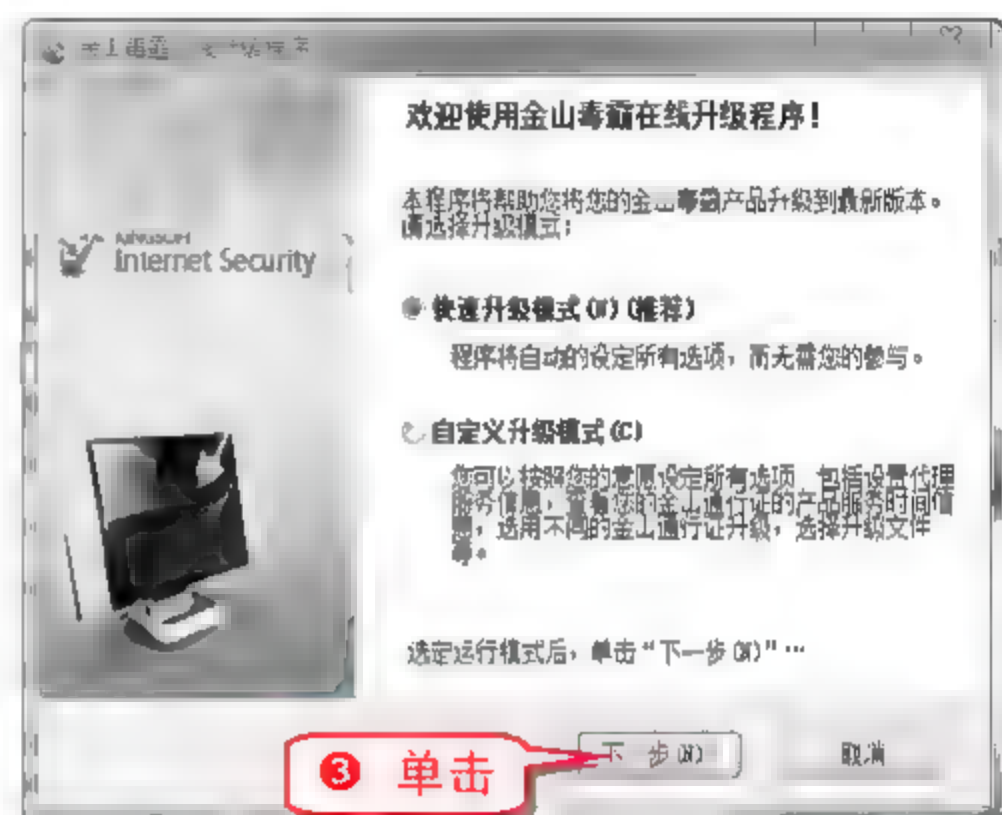 欢迎使用金山毒霸在线升级程序!
本程序将帮助您将您的金山毒霸产品升级到最新版本。
请选择升级模式:
KINGSOFT
Internet Security
快速升级模式 (N) (推荐)
程序将自动的设定所有选项,而无需您的参与。
自定义升级模式 (C)
您可以按照您的意愿设定所有选项,包括设置代理
服务信息,查看您的金山通行证的产品服务时间信
息,选用不同的金山通行证升级,选择升级文件
等。
选定运行模式后,单击“下一步(N)”…
下一步(N)
取消
❸ 单击